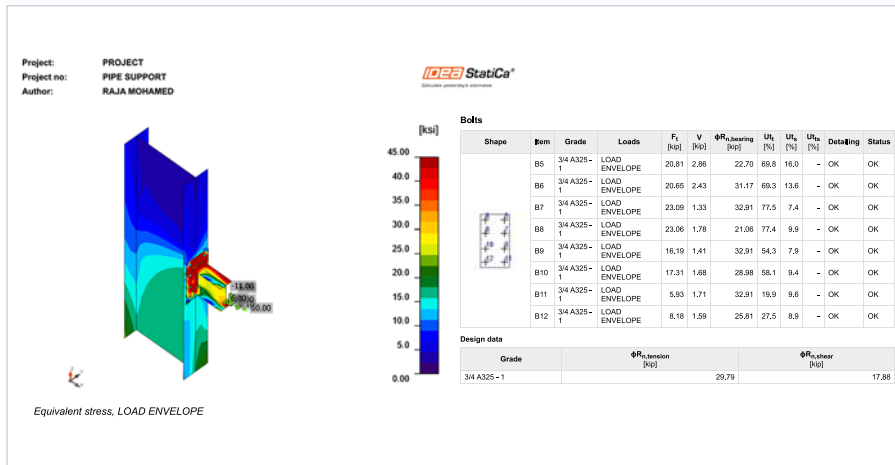 Project: PROJECT
Project no: PIPE SUPPORT
Author: RAJA MOHAMED
IDEA StatiCa®
Calculate yesterday's estimates
[ksi]
45.00
40.0
35.0
30.0
25.0
20.0
15.0
10.0
5.0
0.00
-11.00
50.00
Equivalent stress, LOAD ENVELOPE
Bolts
Shape Item Grade Loads Ft [kip] V [kip] ϕRn,bearing [kip] Utt [%] Uts [%] Utts [%] Detailing Status
B5 3/4 A325 - 1 LOAD ENVELOPE 20,81 2,86 22,70 69,8 16,0 - OK OK
B6 3/4 A325 - 1 LOAD ENVELOPE 20.65 2.43 31.17 69.3 13.6 - OK OK
B7 3/4 A325 - 1 LOAD ENVELOPE 23.09 1.33 32.91 77.5 7.4 - OK OK
B8 3/4 A325 - 1 LOAD ENVELOPE 23.06 1.78 21.06 77.4 9.9 - OK OK
B9 3/4 A325 - 1 LOAD ENVELOPE 16,19 1,41 32,91 54,3 7,9 - OK OK
B10 3/4 A325 - 1 LOAD ENVELOPE 17.31 1.68 28.98 58.1 9.4 - OK OK
B11 3/4 A325 - 1 LOAD ENVELOPE 5.93 1.71 32.91 19.9 9.6 - OK OK
B12 3/4 A325 - 1 LOAD ENVELOPE 8.18 1.59 25.81 27.5 8,9 - OK OK
Design data
Grade ϕRn,tension [kip] ϕRn,shear [kip]
3/4 A325 - 1 29,79 17,88